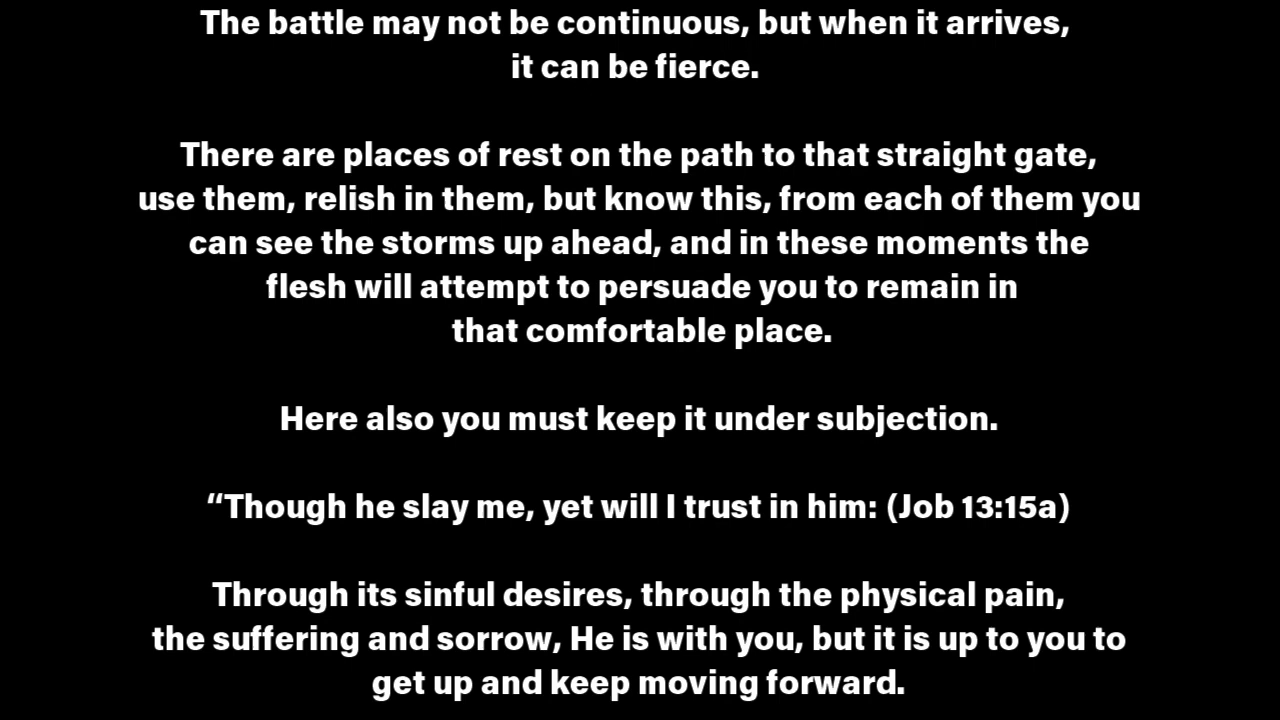 The battle may not be continuous, but when it arrives,
it can be fierce.
There are places of rest on the path to that straight gate,
use them, relish in them, but know this, from each of them you
can see the storms up ahead, and in these moments the
flesh will attempt to persuade you to remain in
that comfortable place.
Here also you must keep it under subjection.
“Though he slay me, yet will I trust in him: (Job 13:15a)
Through its sinful desires, through the physical pain,
the suffering and sorrow, He is with you, but it is up to you to
get up and keep moving forward.